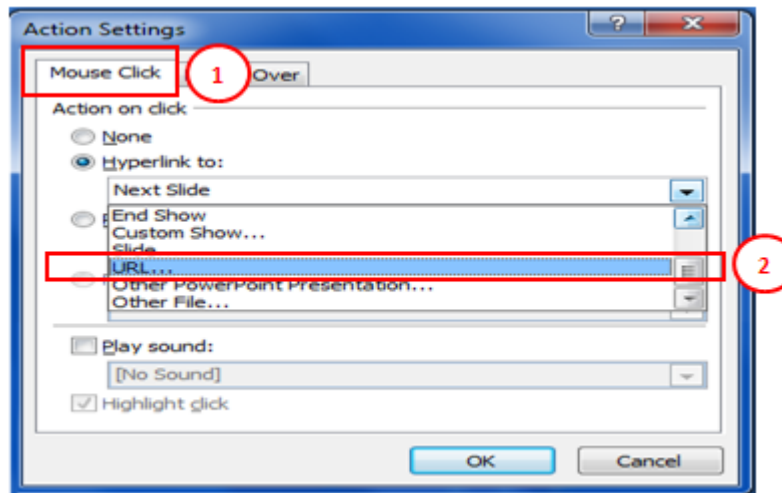 Action Settings
Mouse Click
1
Over
Action on click
None
Hyperlink to:
Next Slide
End Show
Custom Show...
Slide...
URL...
2
Other PowerPoint Presentation...
Other File...
Play sound:
[No Sound]
Highlight click
OK
Cancel